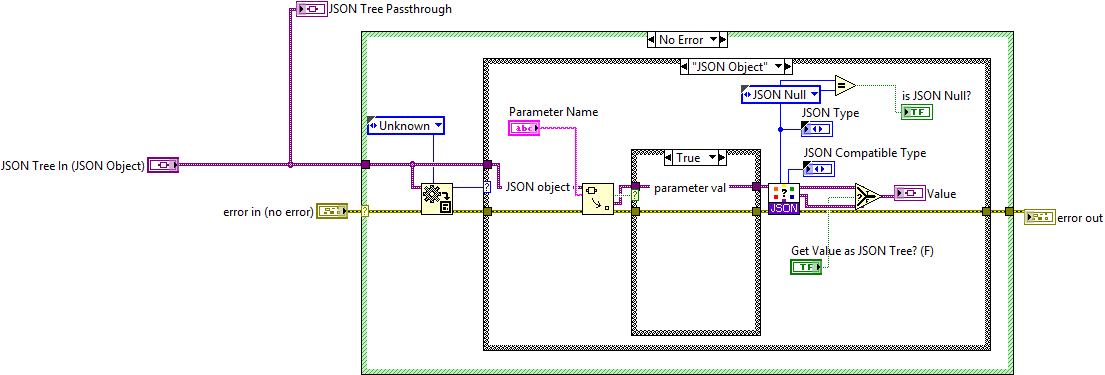 JSON Tree Passthrough
No Error
"JSON Object"
JSON Null
is JSON Null?
TF
Parameter Name
abc
JSON Type
Unknown
True
JSON Compatible Type
JSON Tree In (JSON Object)
?
JSON object
?
parameter val
?
JSON
?
Value
error in (no error)
?
error out
Get Value as JSON Tree? (F)
TF